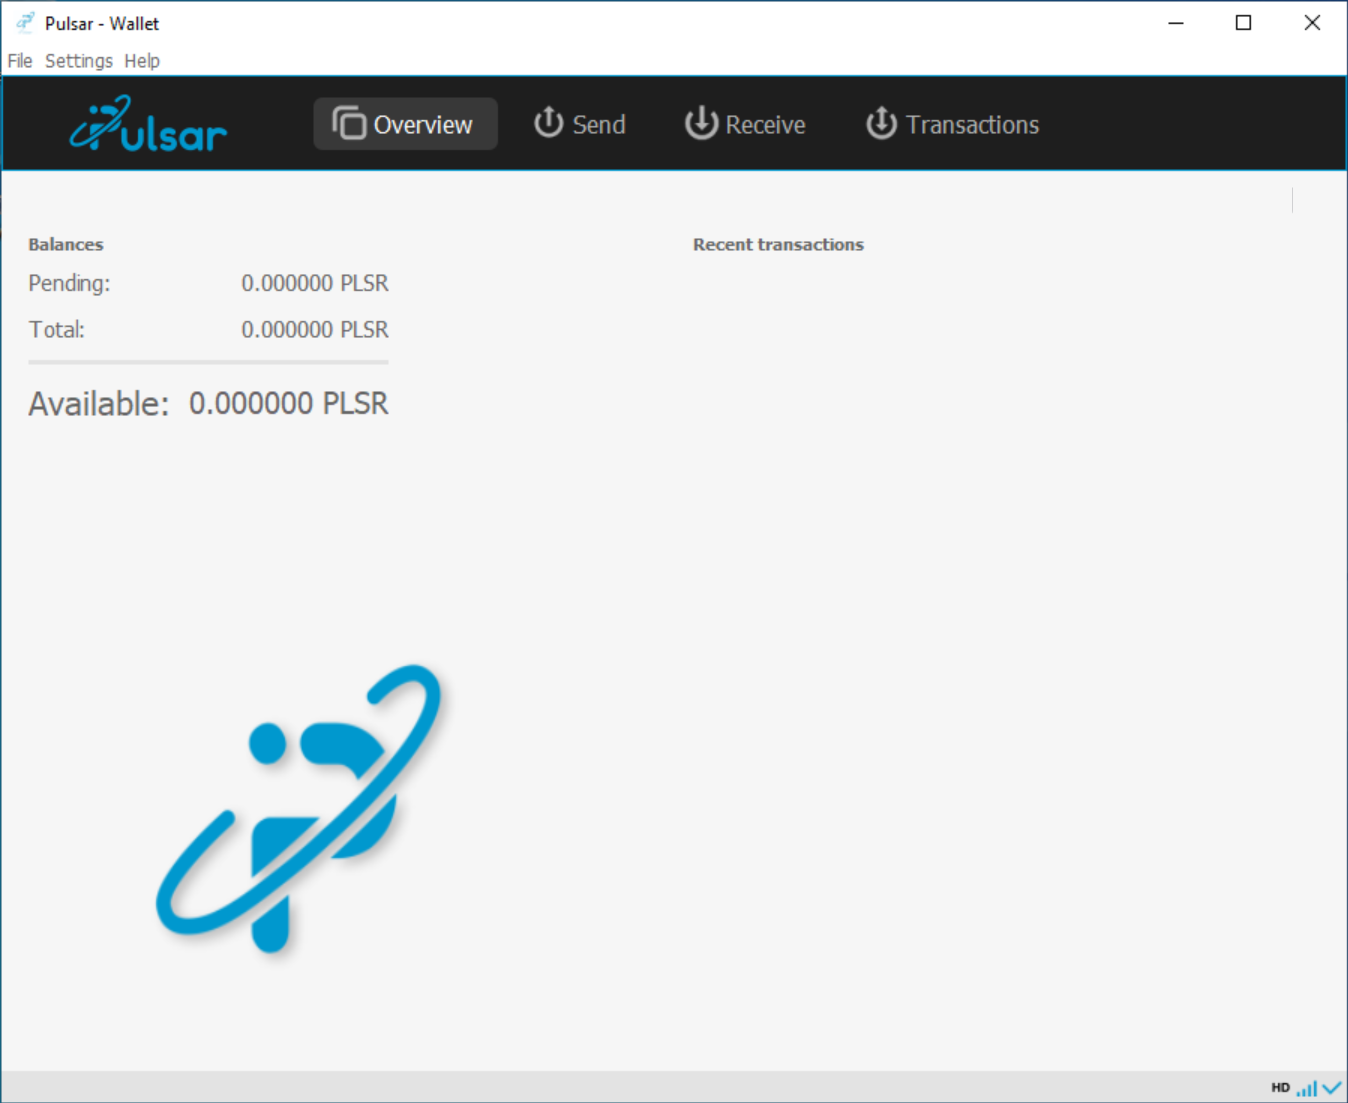 Pulsar - Wallet
File Settings Help
Pulsar Overview Send Receive Transactions
Balances Recent transactions
Pending: 0.000000 PLSR
Total: 0.000000 PLSR
Available: 0.000000 PLSR
HD